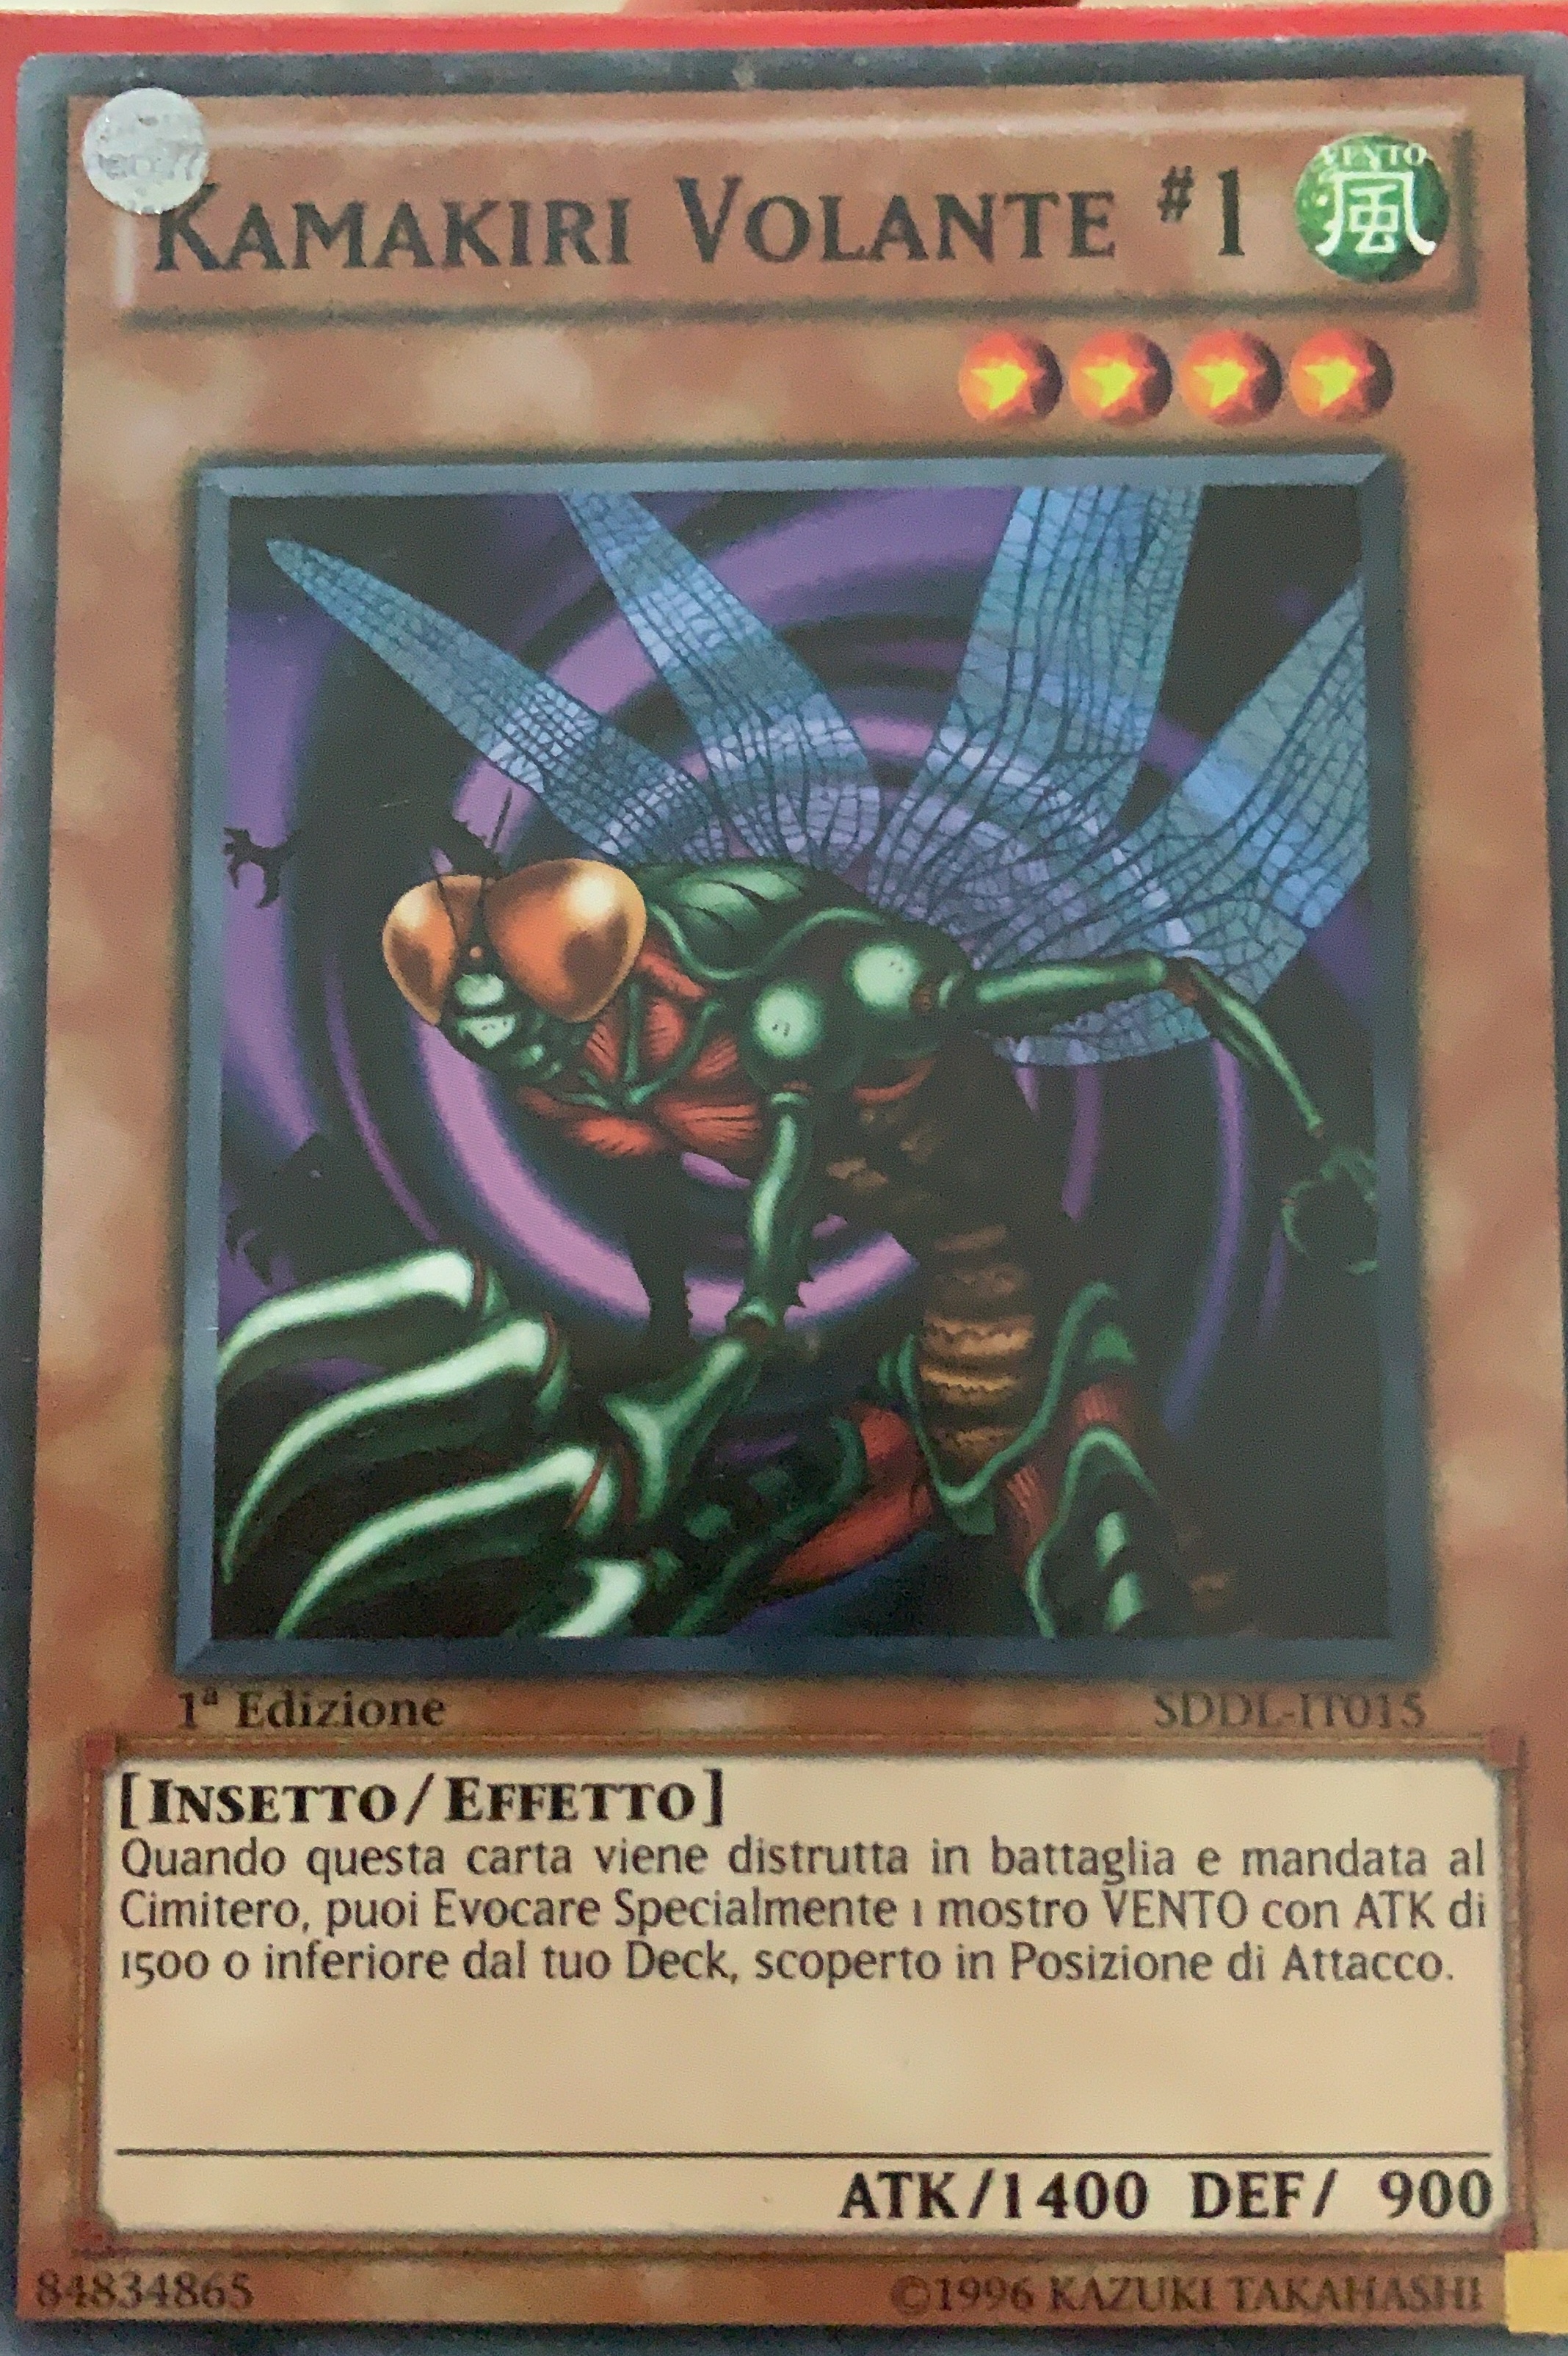 KAMAKIRI VOLANTE #1
VENTO
風
1ª Edizione
SDDL-IT015
[INSETTO/EFFETTO]
Quando questa carta viene distrutta in battaglia e mandata al
Cimitero, puoi Evocare Specialmente 1 mostro VENTO con ATK di
1500 o inferiore dal tuo Deck, scoperto in Posizione di Attacco.
ATK/1400 DEF/ 900
84834865
©1996 KAZUKI TAKAHASHI